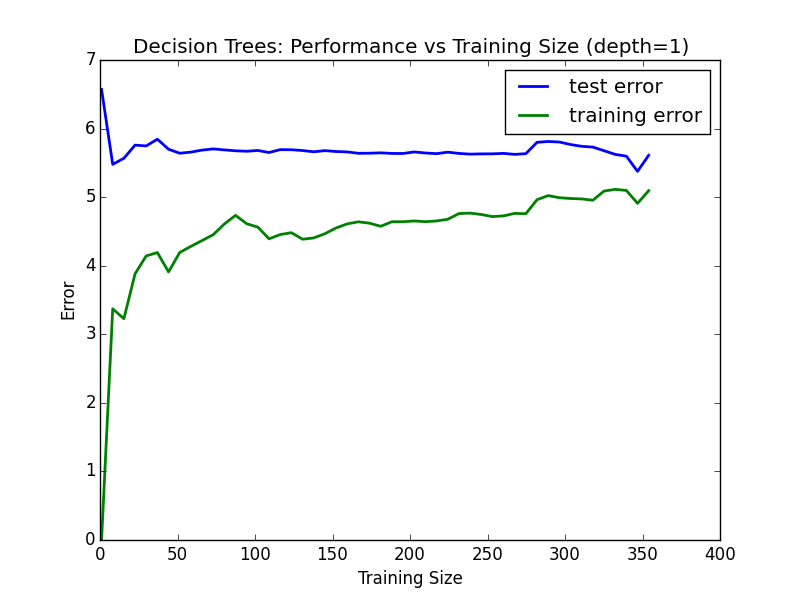 Decision Trees: Performance vs Training Size (depth=1)
7
6
5
4
3
2
1
0
Error
test error
training error
0 50 100 150 200 250 300 350 400
Training Size